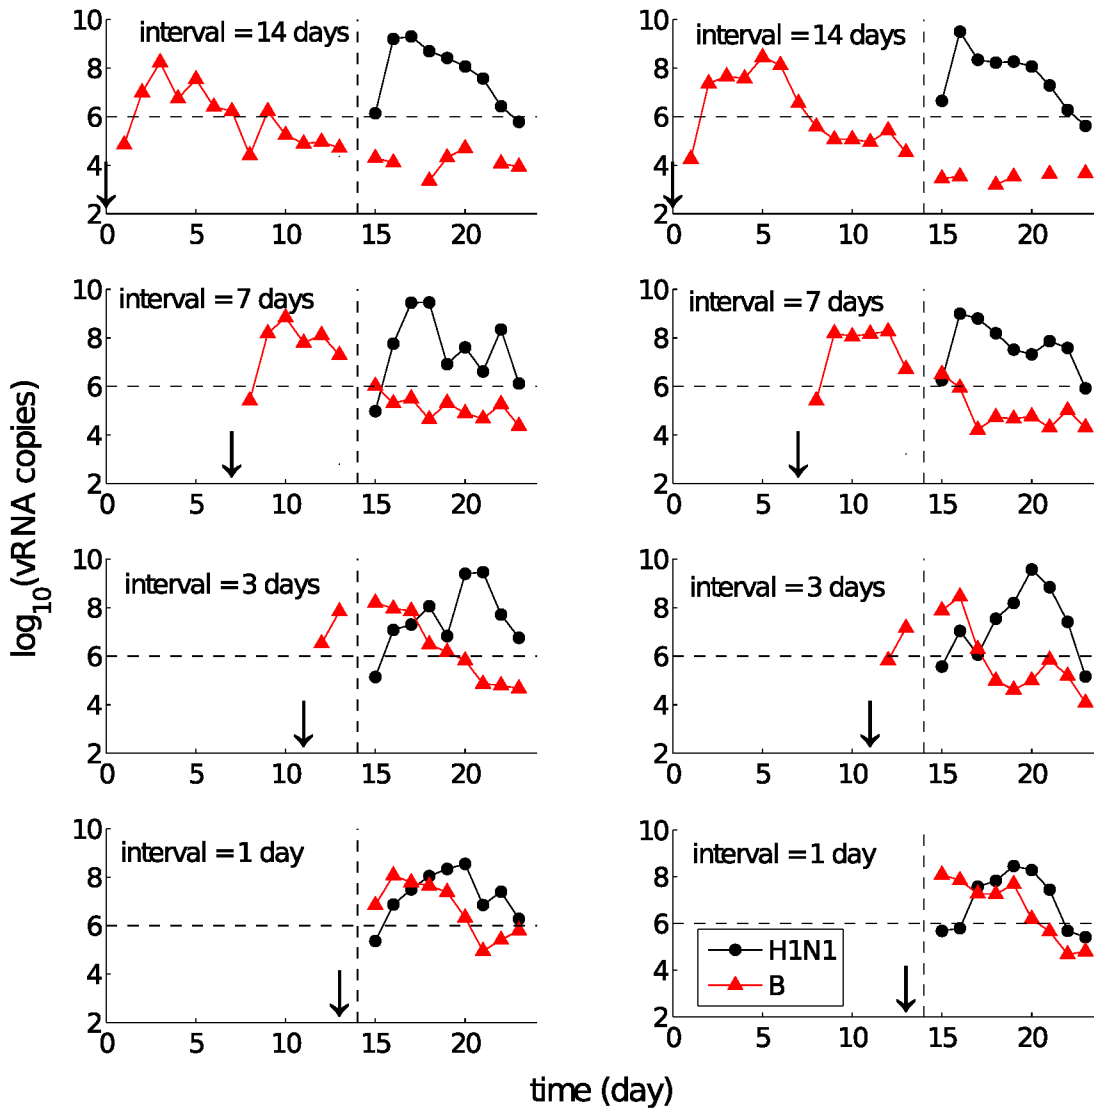 log10(vRNA copies)
interval = 14 days
10
8
6
4
2
0 5 10 15 20
interval = 14 days
10
8
6
4
2
0 5 10 15 20
interval = 7 days
10
8
6
4
2
0 5 10 15 20
interval = 7 days
10
8
6
4
2
0 5 10 15 20
interval = 3 days
10
8
6
4
2
0 5 10 15 20
interval = 3 days
10
8
6
4
2
0 5 10 15 20
interval = 1 day
10
8
6
4
2
0 5 10 15 20
interval = 1 day
10
8
6
4
2
H1N1
B
0 5 10 15 20
time (day)